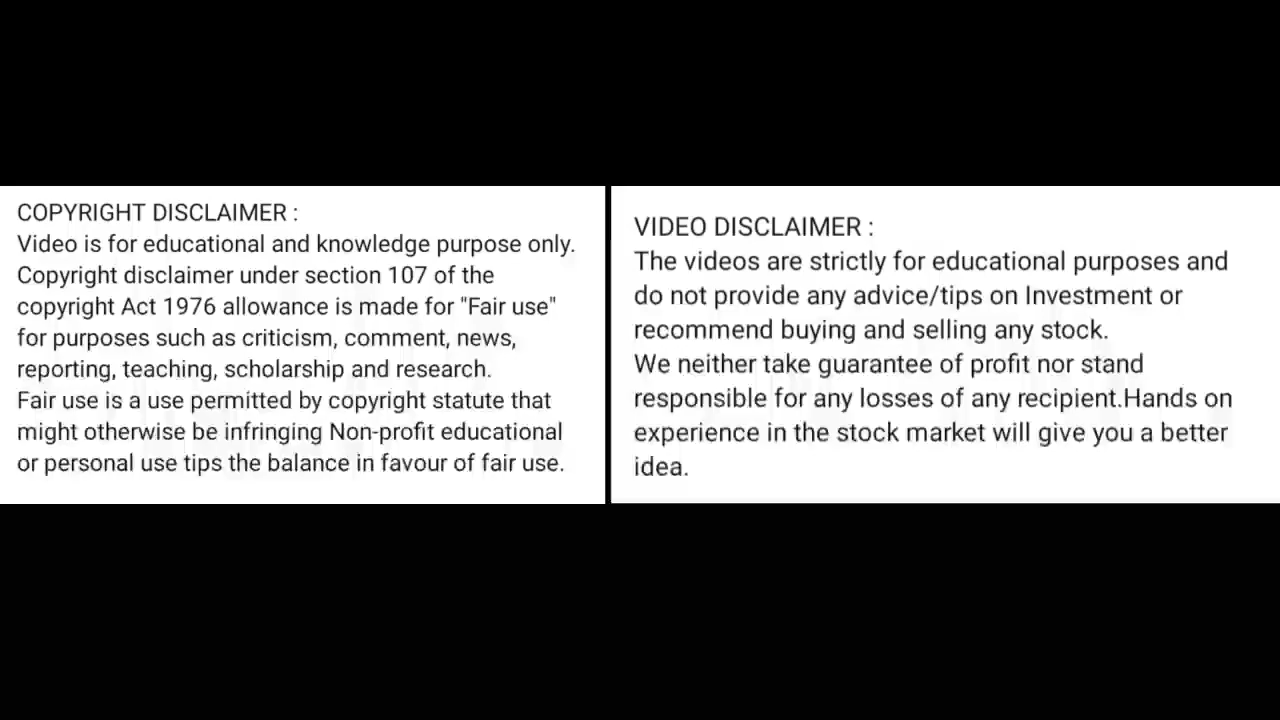 COPYRIGHT DISCLAIMER :
Video is for educational and knowledge purpose only.
Copyright disclaimer under section 107 of the
copyright Act 1976 allowance is made for "Fair use"
for purposes such as criticism, comment, news,
reporting, teaching, scholarship and research.
Fair use is a use permitted by copyright statute that
might otherwise be infringing Non-profit educational
or personal use tips the balance in favour of fair use.
VIDEO DISCLAIMER :
The videos are strictly for educational purposes and
do not provide any advice/tips on Investment or
recommend buying and selling any stock.
We neither take guarantee of profit nor stand
responsible for any losses of any recipient.Hands on
experience in the stock market will give you a better
idea.